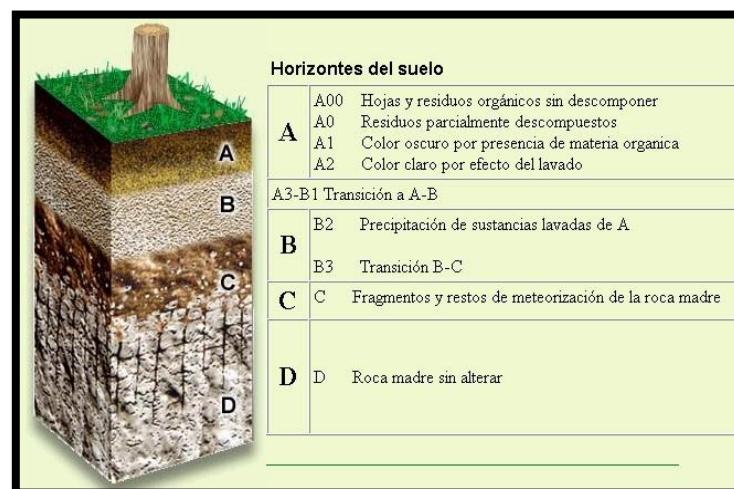 Horizontes del suelo
A
A00 Hojas y residuos orgánicos sin descomponer
A0 Residuos parcialmente descompuestos
A1 Color oscuro por presencia de materia organica
A2 Color claro por efecto del lavado
A3-B1 Transición a A-B
B
B2 Precipitación de sustancias lavadas de A
B3 Transición B-C
C
C Fragmentos y restos de meteorización de la roca madre
D
D Roca madre sin alterar
A
B
C
D